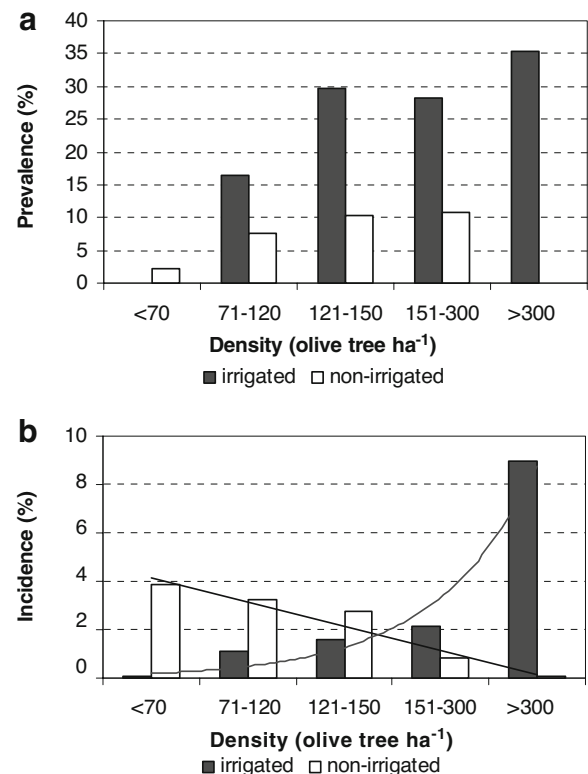 a
Prevalence (%)
40
35
30
25
20
15
10
5
0
<70 71-120 121-150 151-300 >300
Density (olive tree ha⁻¹)
irrigated non-irrigated
b
Incidence (%)
10
8
6
4
2
0
<70 71-120 121-150 151-300 >300
Density (olive tree ha⁻¹)
irrigated non-irrigated